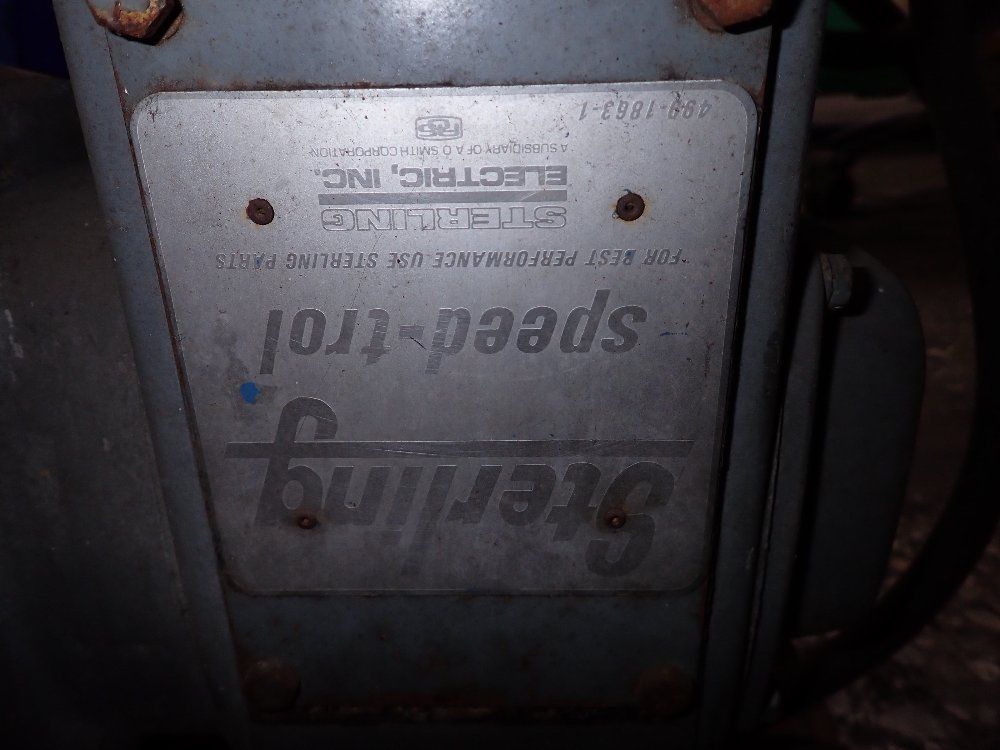 Sterling
speed-trol
FOR BEST PERFORMANCE USE STERLING PARTS
STERLING
ELECTRIC, INC.
A SUBSIDIARY OF A O SMITH CORPORATION
499-1863-1